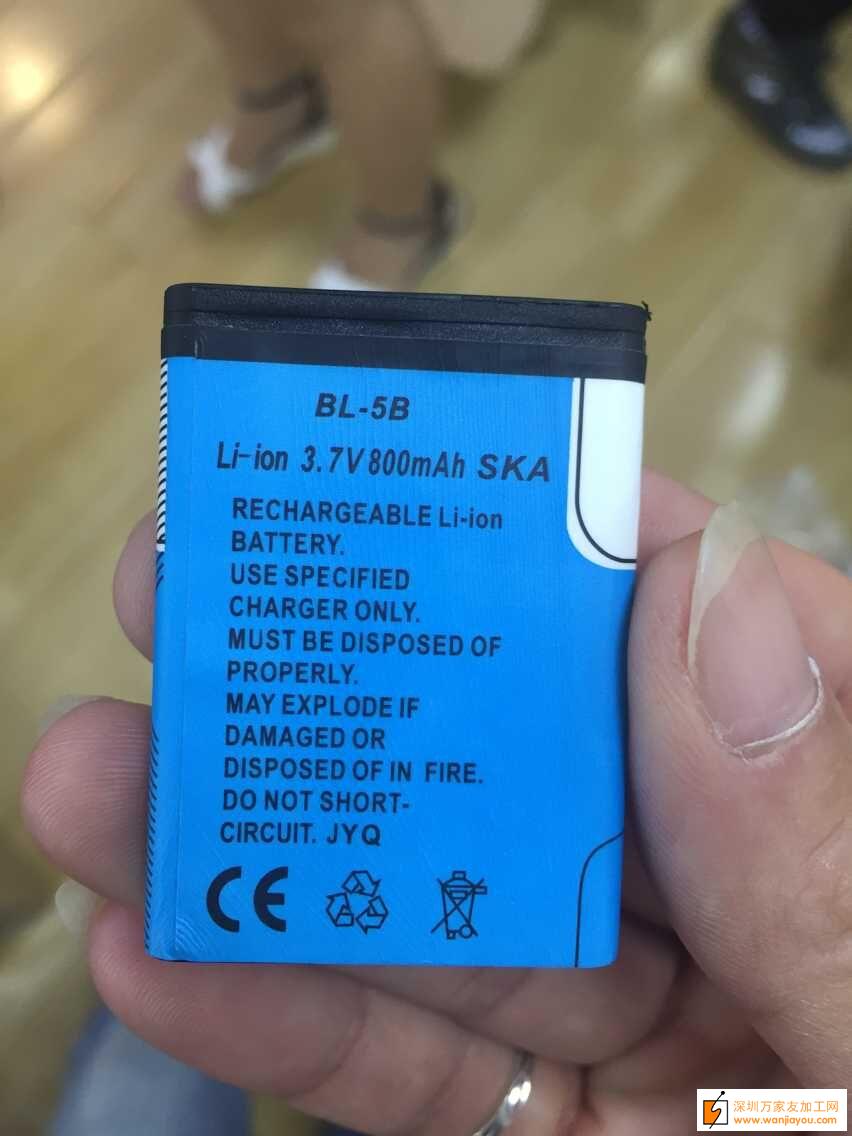 BL-5B
Li-ion 3.7V 800mAh SKA
RECHARGEABLE Li-ion
BATTERY.
USE SPECIFIED
CHARGER ONLY.
MUST BE DISPOSED OF
PROPERLY.
MAY EXPLODE IF
DAMAGED OR
DISPOSED OF IN FIRE.
DO NOT SHORT-
CIRCUIT. JYQ
CE
深圳万家友加工网
www.wanjiayou.com